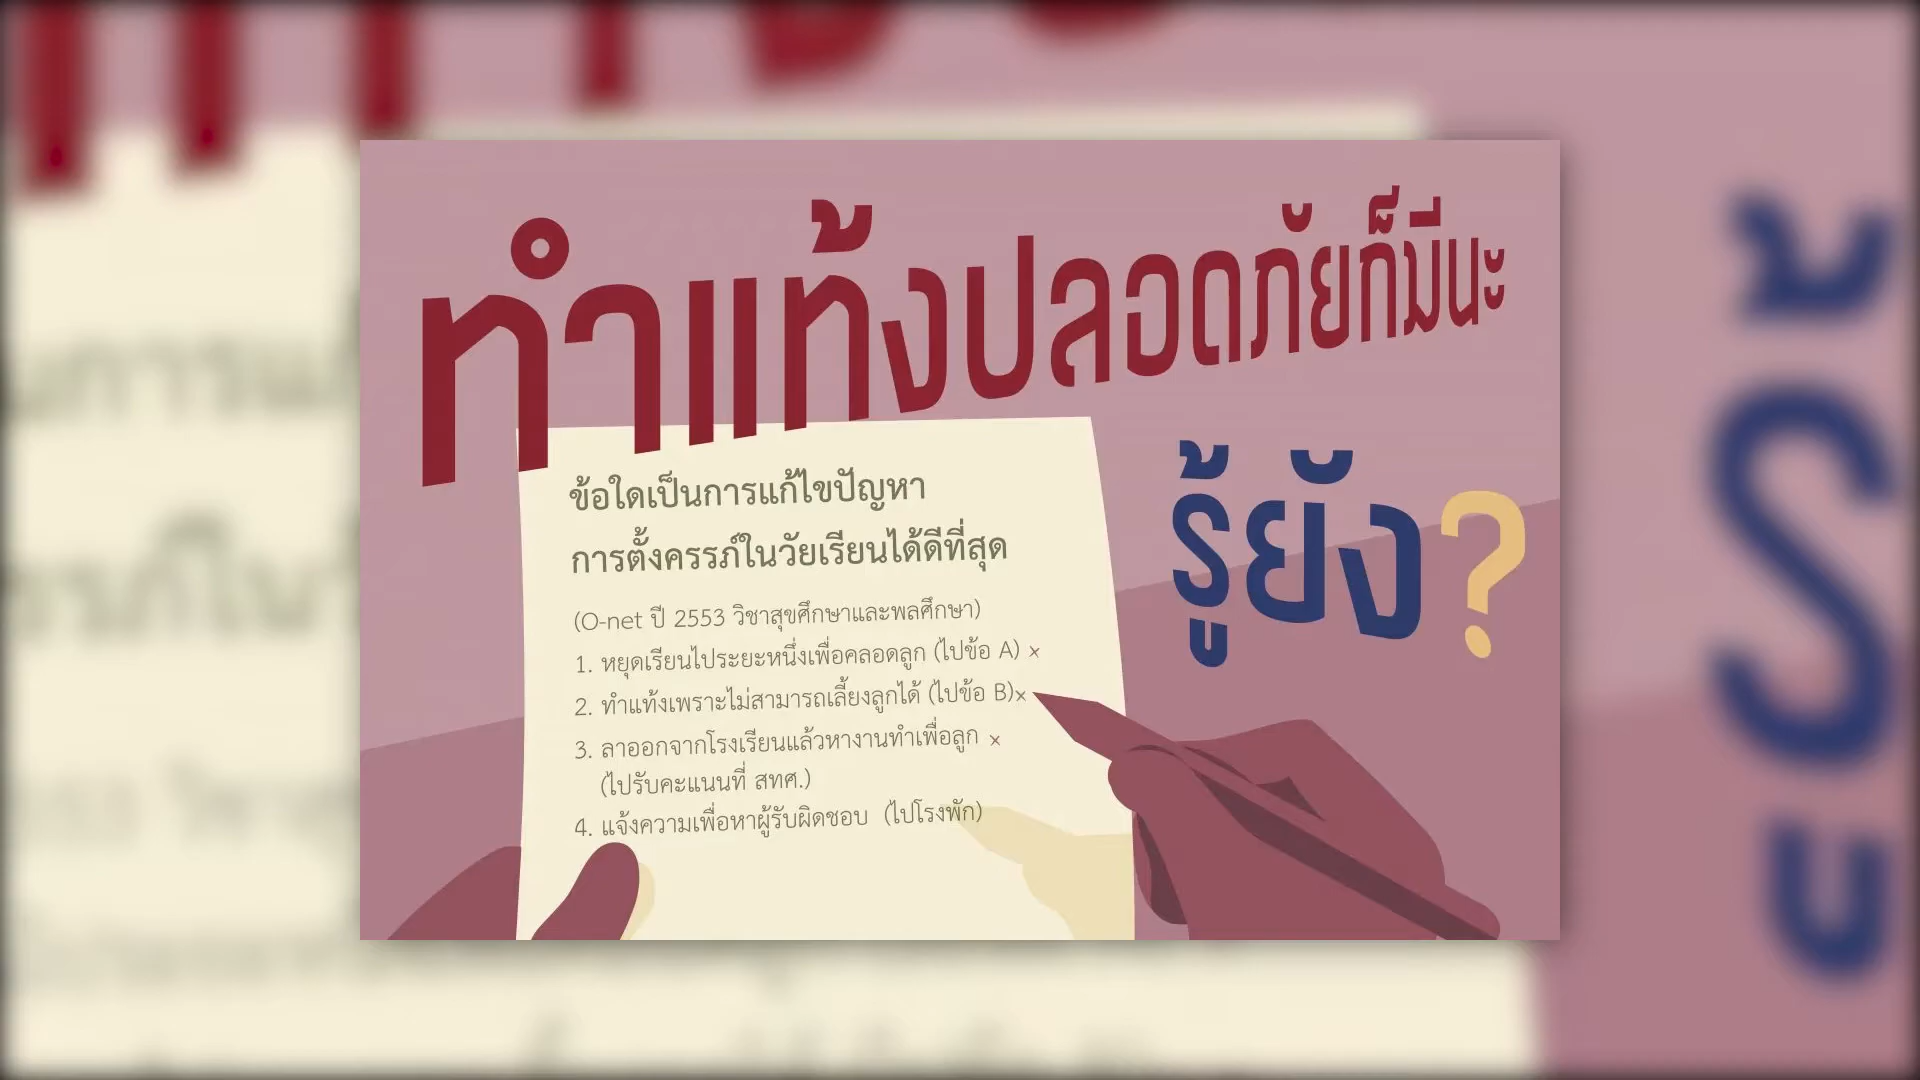 ทำแท้งปลอดภัยก็มีนะ
รู้ยัง?
ข้อใดเป็นการแก้ไขปัญหา
การตั้งครรภ์ในวัยเรียนได้ดีที่สุด
(O-net ปี 2553 วิชาสุขศึกษาและพลศึกษา)
1. หยุดเรียนไประยะหนึ่งเพื่อคลอดลูก (ไปข้อ A) ×
2. ทำแท้งเพราะไม่สามารถเลี้ยงลูกได้ (ไปข้อ B)×
3. ลาออกจากโรงเรียนแล้วหางานทำเพื่อลูก ×
(ไปรับคะแนนที่ สทศ.)
4. แจ้งความเพื่อหาผู้รับผิดชอบ (ไปโรงพัก)